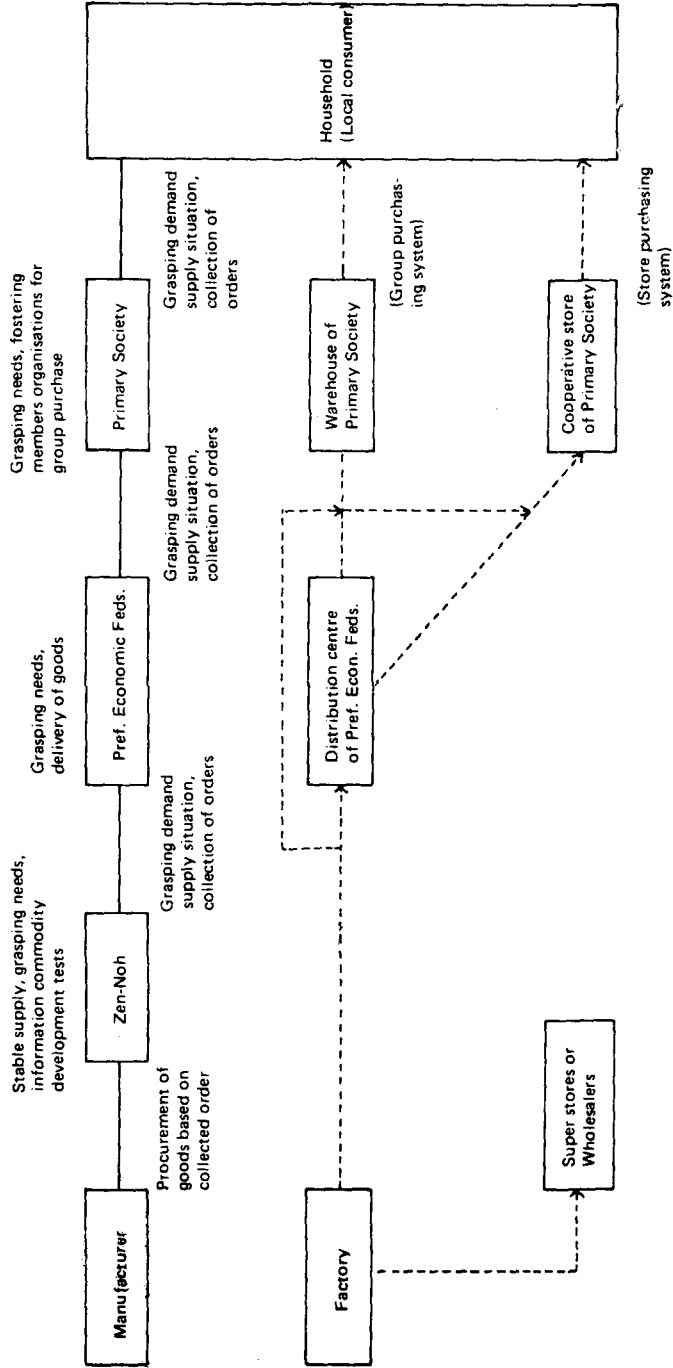 Stable supply, grasping needs,
information commodity
development tests
Grasping needs,
delivery of goods
Grasping needs, fostering
members organisations for
group purchase
Manufacturer
Zen-Noh
Pref. Economic Feds.
Primary Society
Procurement of
goods based on
collected order
Grasping demand
supply situation,
collection of orders
Grasping demand
supply situation,
collection of orders
Grasping demand
supply situation,
collection of
orders
Household
(Local consumer)
Factory
Distribution centre
of Pref. Econ. Feds.
Warehouse of
Primary Society
(Group purchas-
ing system)
Super stores or
Wholesalers
Cooperative store
of Primary Society
(Store purchasing
system)